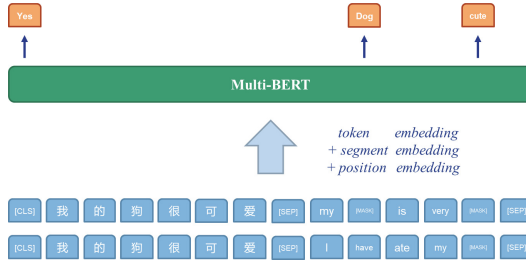 Yes Dog cute
Multi-BERT
token embedding
+ segment embedding
+ position embedding
[CLS] 我 的 狗 很 可 爱 [SEP] my [MASK] is very [MASK] [SEP]
[CLS] 我 的 狗 很 可 爱 [SEP] I have ate my [MASK] [SEP]